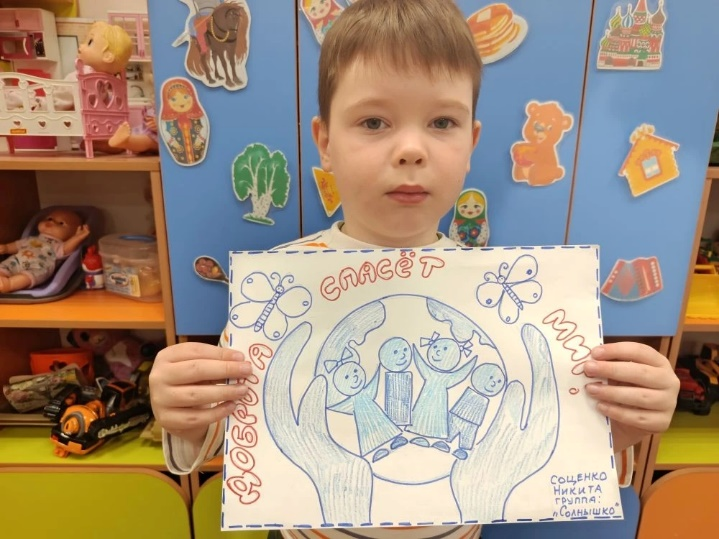 ДОБРОТА
СПАСЁТ
МИР!
СОЦЕНКО
НИКИТА
ГРУППА:
"СОЛНЫШКО"